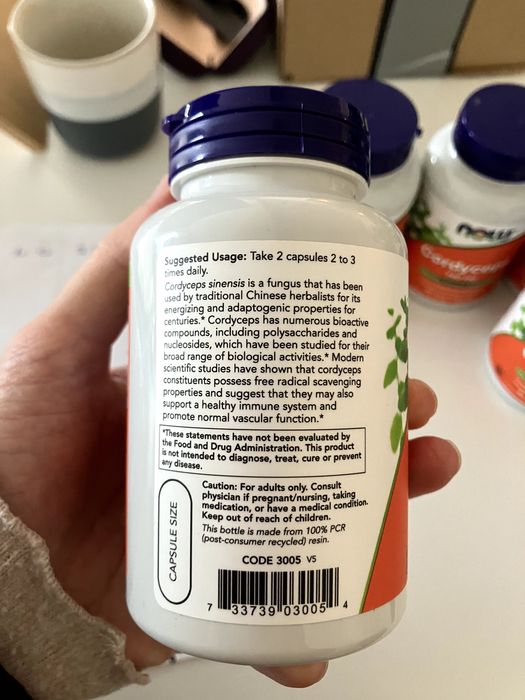 Suggested Usage: Take 2 capsules 2 to 3
times daily.
Cordyceps sinensis is a fungus that has been
used by traditional Chinese herbalists for its
energizing and adaptogenic properties for
centuries.* Cordyceps has numerous bioactive
compounds, including polysaccharides and
nucleosides, which have been studied for their
broad range of biological activities.* Modern
scientific studies have shown that cordyceps
constituents possess free radical scavenging
properties and suggest that they may also
support a healthy immune system and
promote normal vascular function.*
*These statements have not been evaluated by
the Food and Drug Administration. This product
is not intended to diagnose, treat, cure or prevent
any disease.
CAPSULE SIZE
Caution: For adults only. Consult
physician if pregnant/nursing, taking
medication, or have a medical condition.
Keep out of reach of children.
This bottle is made from 100% PCR
(post-consumer recycled) resin.
CODE 3005 V5
7 33739 03005 4
now